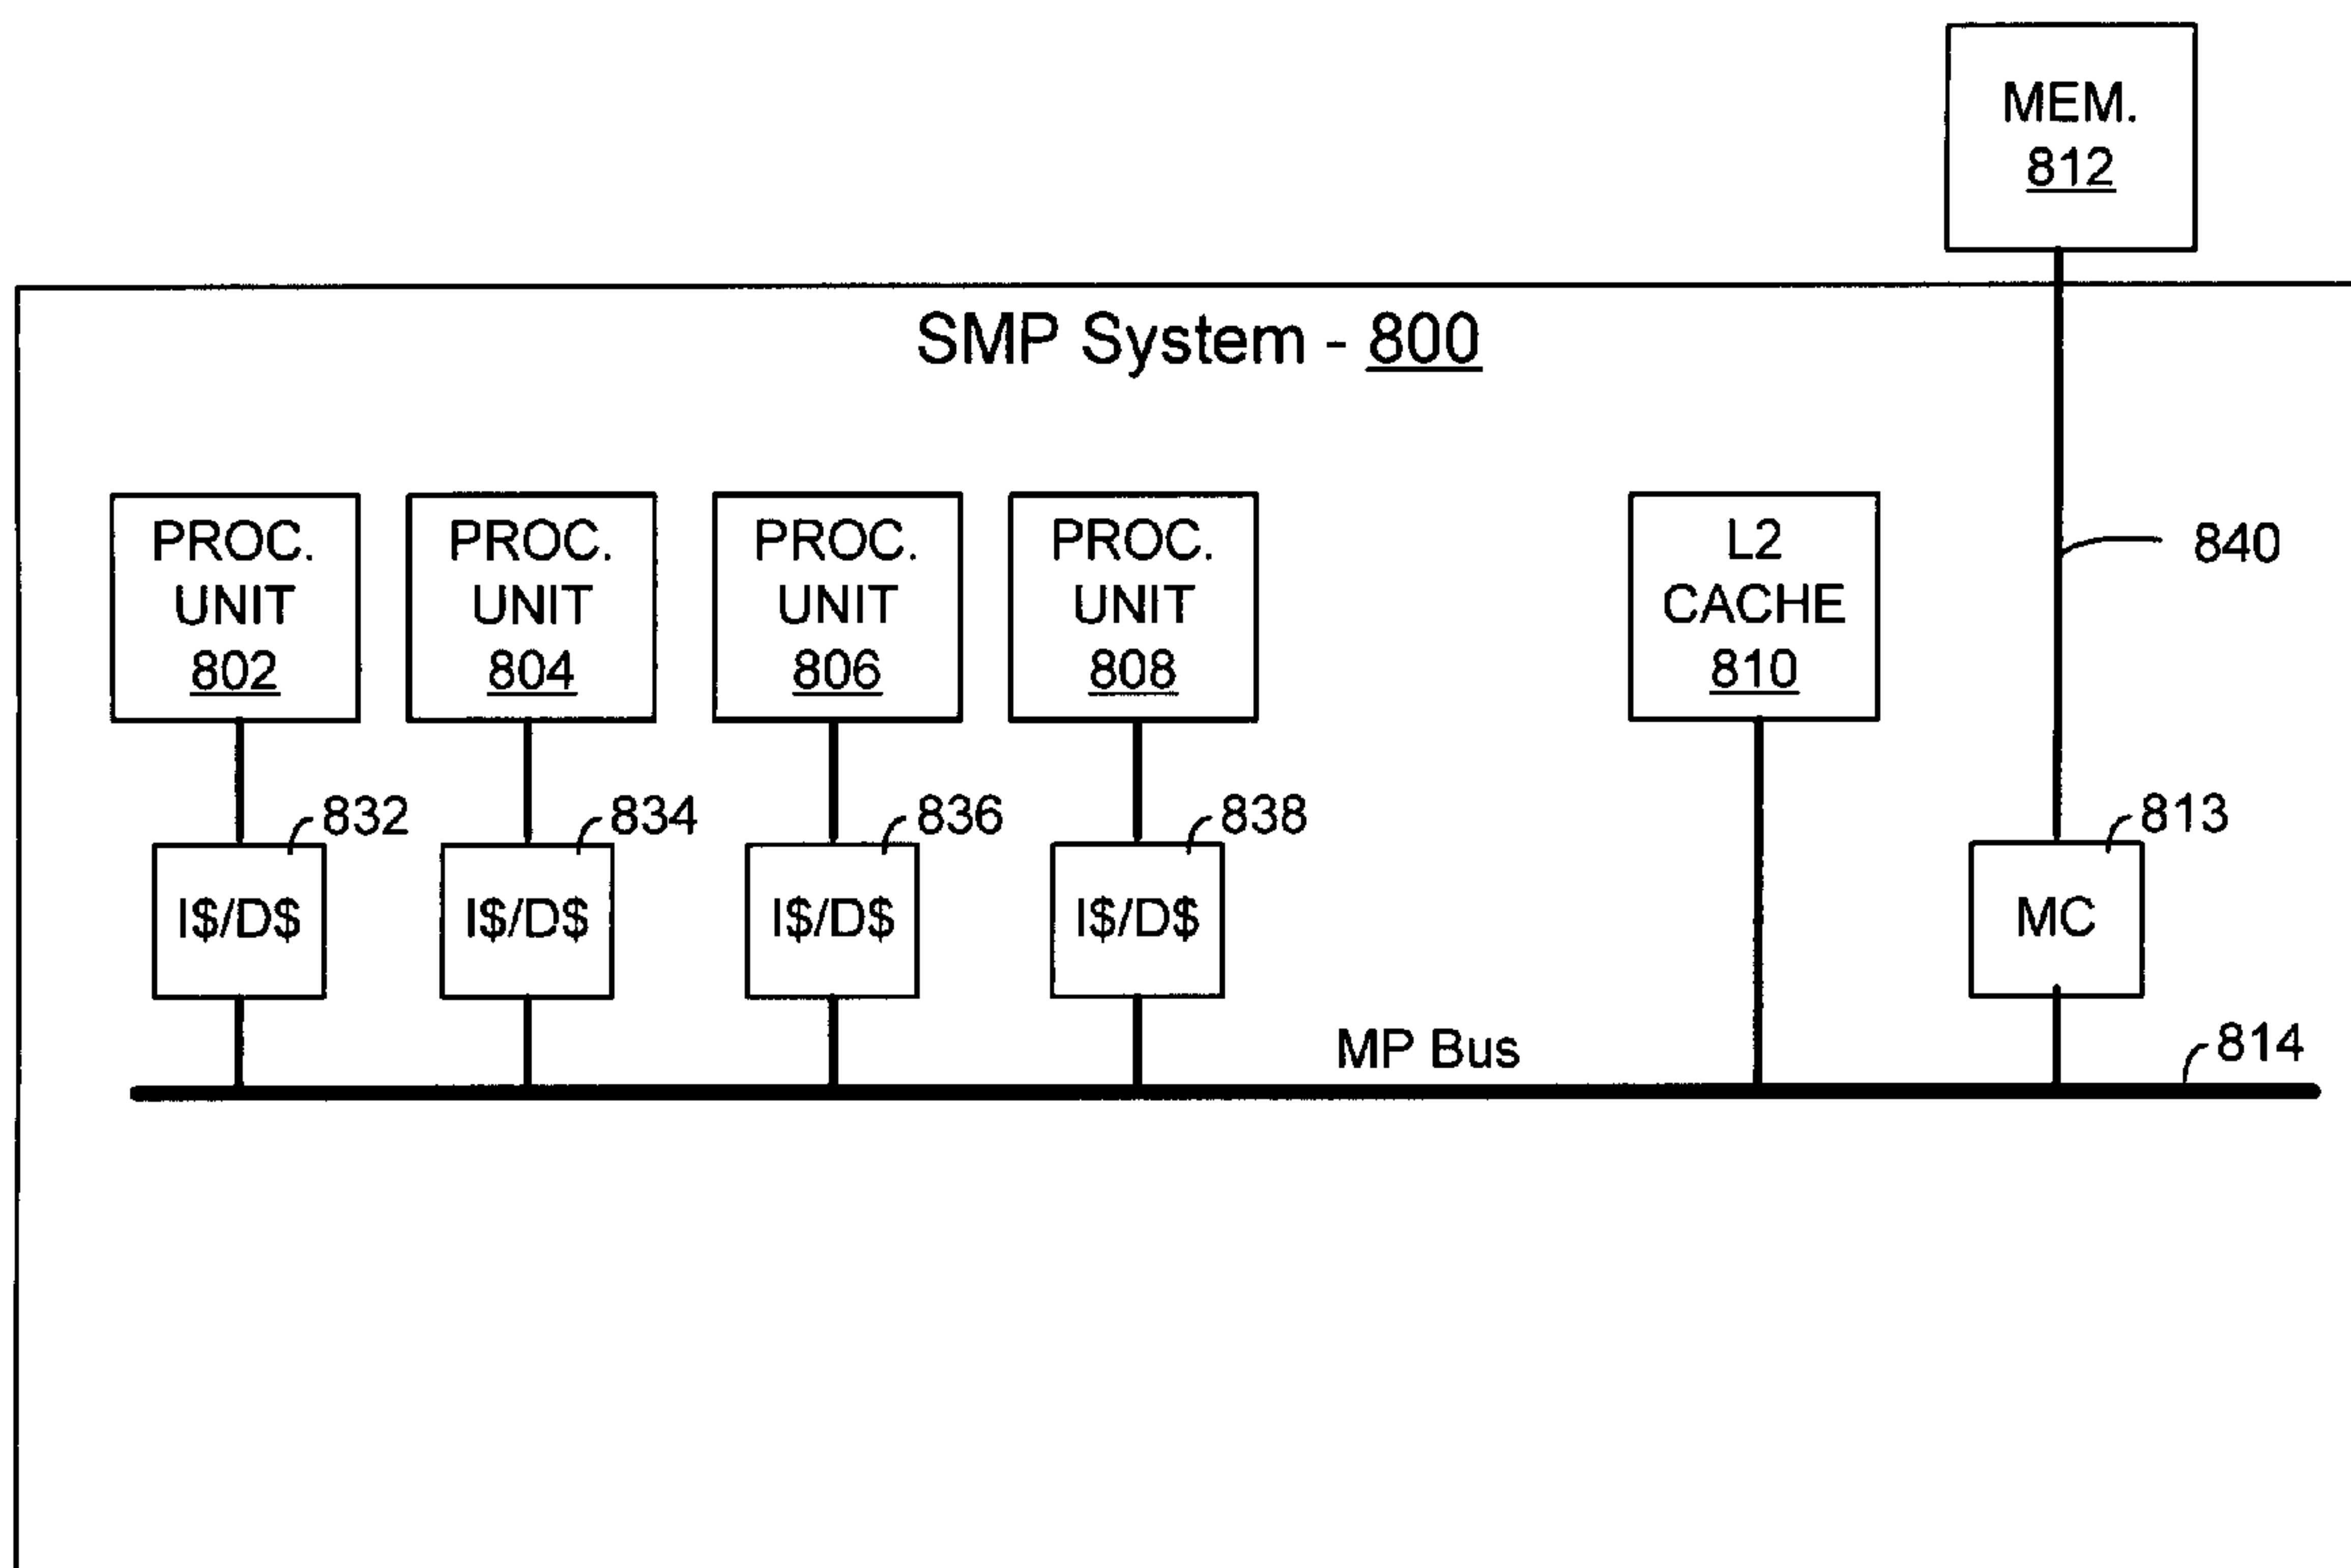 MEM.
812
SMP System - 800
PROC.
UNIT
802
PROC.
UNIT
804
PROC.
UNIT
806
PROC.
UNIT
808
L2
CACHE
810
840
832
834
836
838
813
I$/D$
I$/D$
I$/D$
I$/D$
MC
MP Bus
814